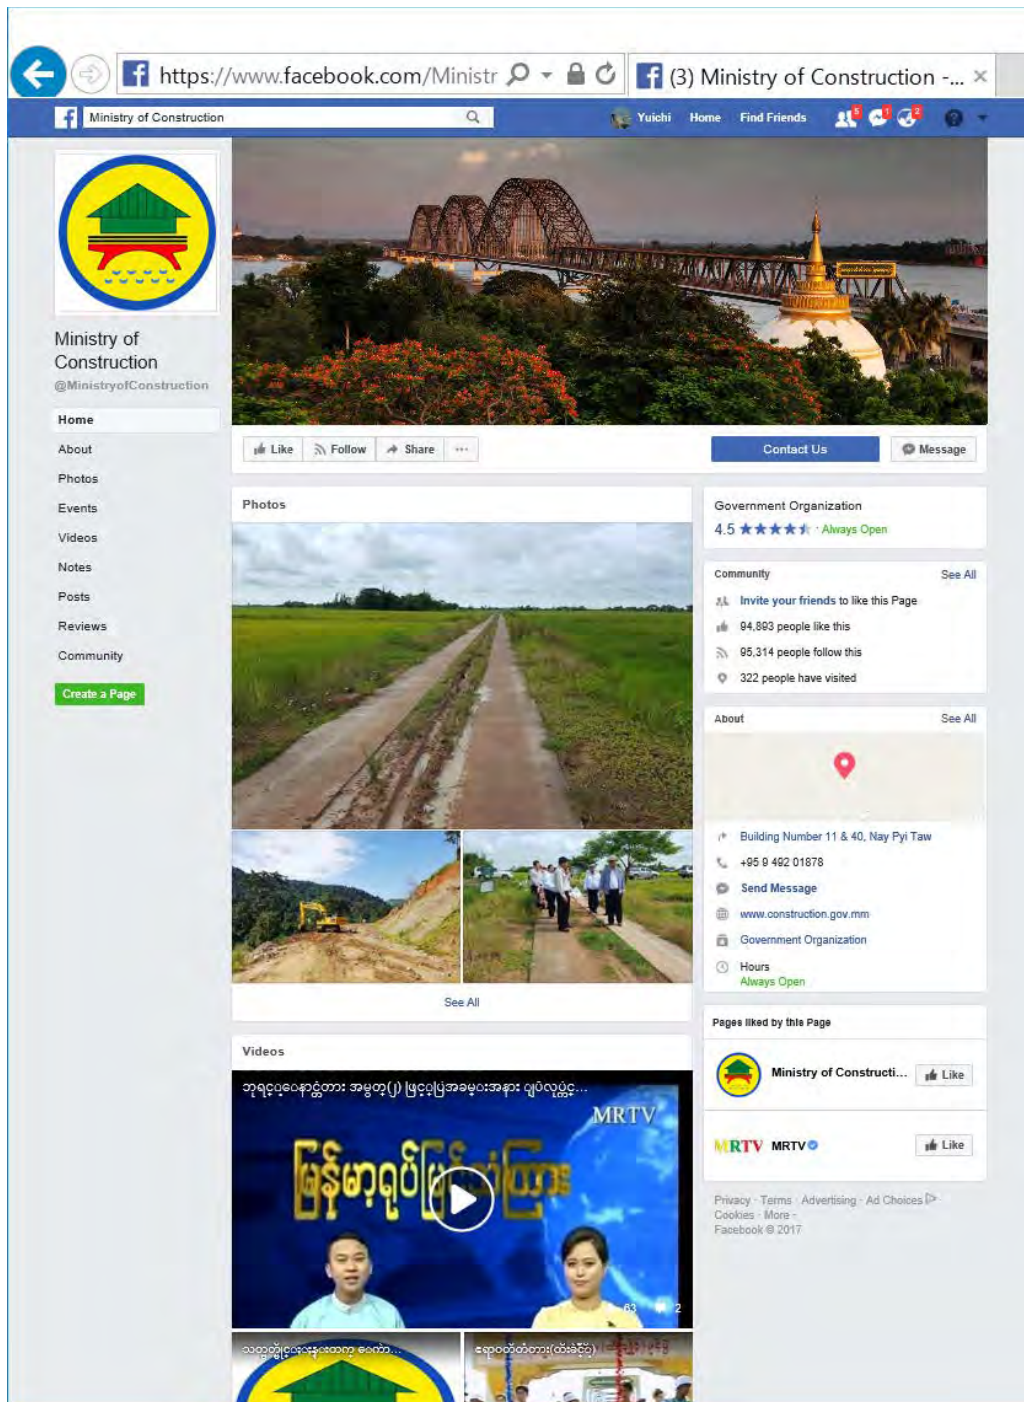 https://www.facebook.com/Ministr
(3) Ministry of Construction -...
Ministry of Construction
Yuichi Home Find Friends 5 1 2
Ministry of
Construction
@MinistryofConstruction
Home
About
Photos
Events
Videos
Notes
Posts
Reviews
Community
Create a Page
Like Follow Share ...
Contact Us Message
Photos
See All
Videos
MRTV
63 2
Government Organization
4.5 · Always Open
Community See All
Invite your friends to like this Page
94,893 people like this
95,314 people follow this
322 people have visited
About See All
Building Number 11 & 40, Nay Pyi Taw
+95 9 492 01878
Send Message
www.construction.gov.mm
Government Organization
Hours
Always Open
Pages liked by this Page
Ministry of Constructi... Like
MRTV MRTV Like
Privacy · Terms · Advertising · Ad Choices
Cookies · More ·
Facebook © 2017